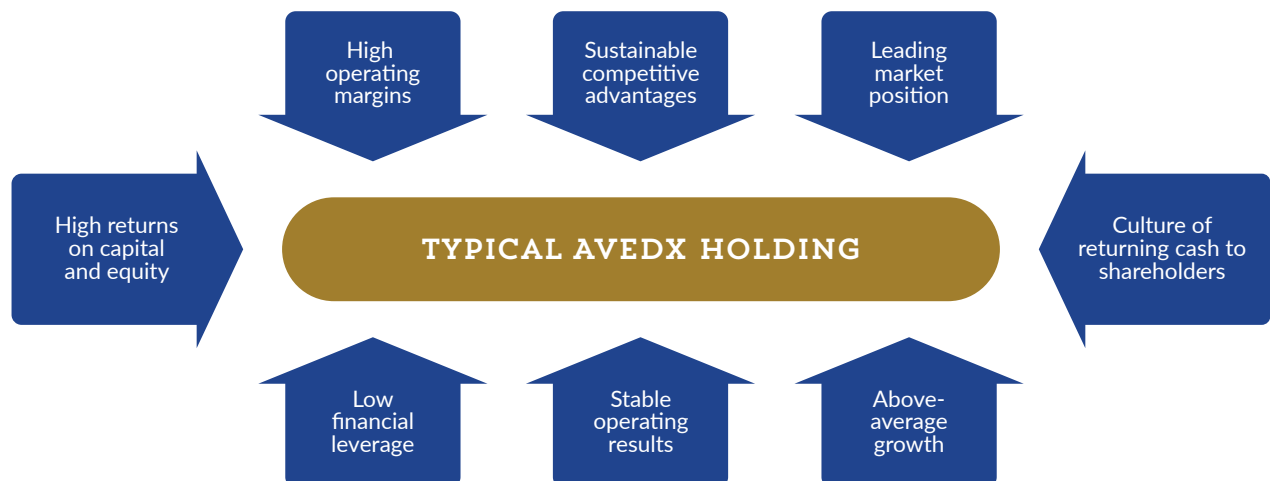 High
operating
margins
Sustainable
competitive
advantages
Leading
market
position
High returns
on capital
and equity
TYPICAL AVEDX HOLDING
Culture of
returning cash to
shareholders
Low
financial
leverage
Stable
operating
results
Above-
average
growth